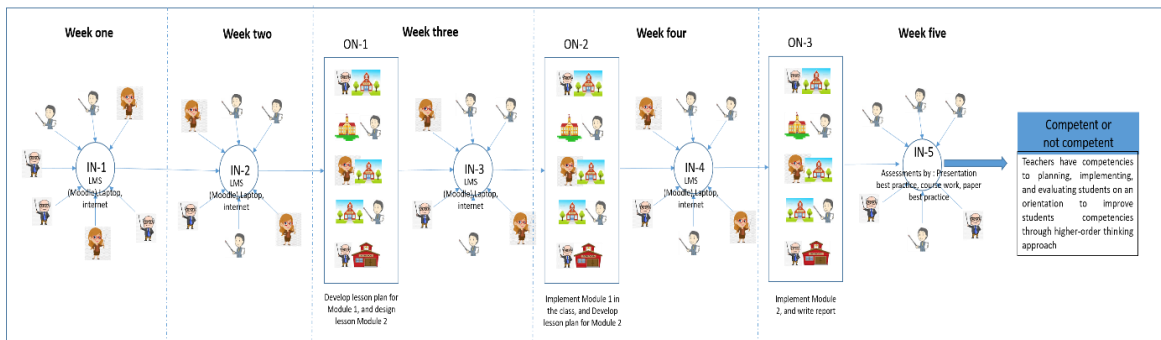 Week one
Week two
Week three
Week four
Week five
ON-1
ON-2
ON-3
IN-1
LMS
(Moodle) Laptop,
internet
IN-2
LMS
(Moodle) Laptop,
internet
IN-3
LMS
(Moodle) Laptop,
internet
IN-4
LMS
(Moodle) Laptop,
internet
IN-5
Assessments by : Presentation
best practice, course work, paper
best practice
Develop lesson plan for
Module 1, and design
lesson Module 2
Implement Module 1 in
the class, and Develop
lesson plan for Module 2
Implement Module
2, and write report
Competent or
not competent
Teachers have competencies
to planning, implementing,
and evaluating students on an
orientation to improve
students competencies
through higher-order thinking
approach